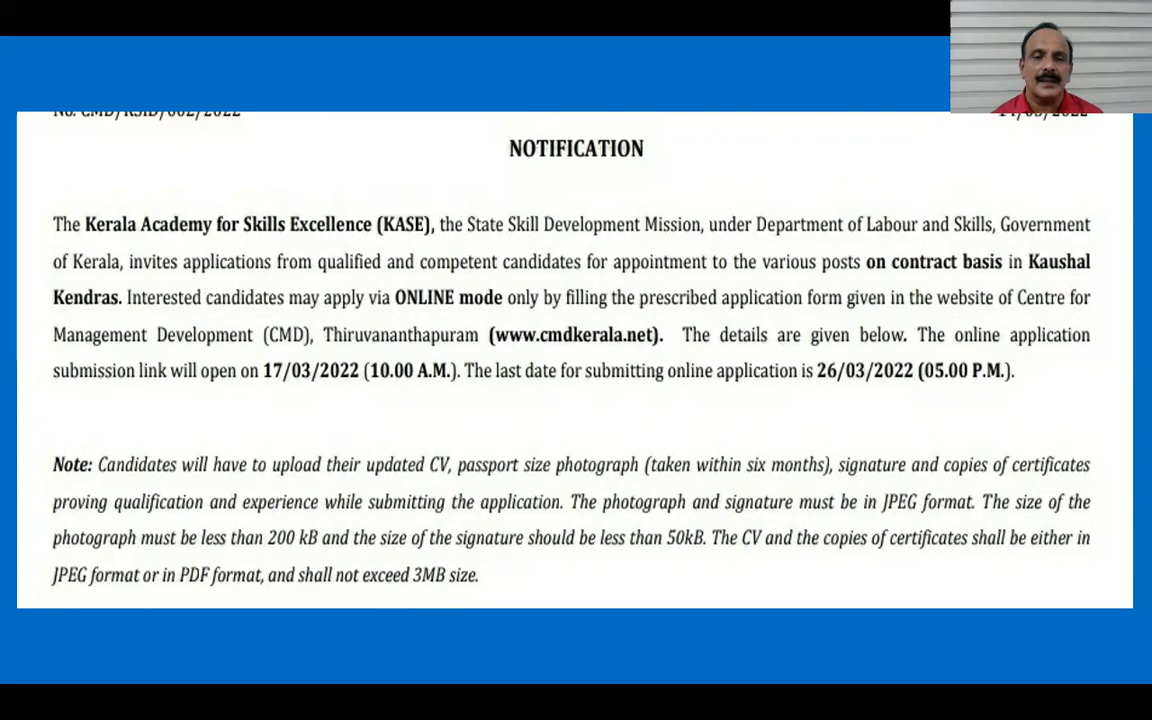 NOTIFICATION
The Kerala Academy for Skills Excellence (KASE), the State Skill Development Mission, under Department of Labour and Skills, Government
of Kerala, invites applications from qualified and competent candidates for appointment to the various posts on contract basis in Kaushal
Kendras. Interested candidates may apply via ONLINE mode only by filling the prescribed application form given in the website of Centre for
Management Development (CMD), Thiruvananthapuram (www.cmdkerala.net). The details are given below. The online application
submission link will open on 17/03/2022 (10.00 A.M.). The last date for submitting online application is 26/03/2022 (05.00 P.M.).
Note: Candidates will have to upload their updated CV, passport size photograph (taken within six months), signature and copies of certificates
proving qualification and experience while submitting the application. The photograph and signature must be in JPEG format. The size of the
photograph must be less than 200 kB and the size of the signature should be less than 50kB. The CV and the copies of certificates shall be either in
JPEG format or in PDF format, and shall not exceed 3MB size.